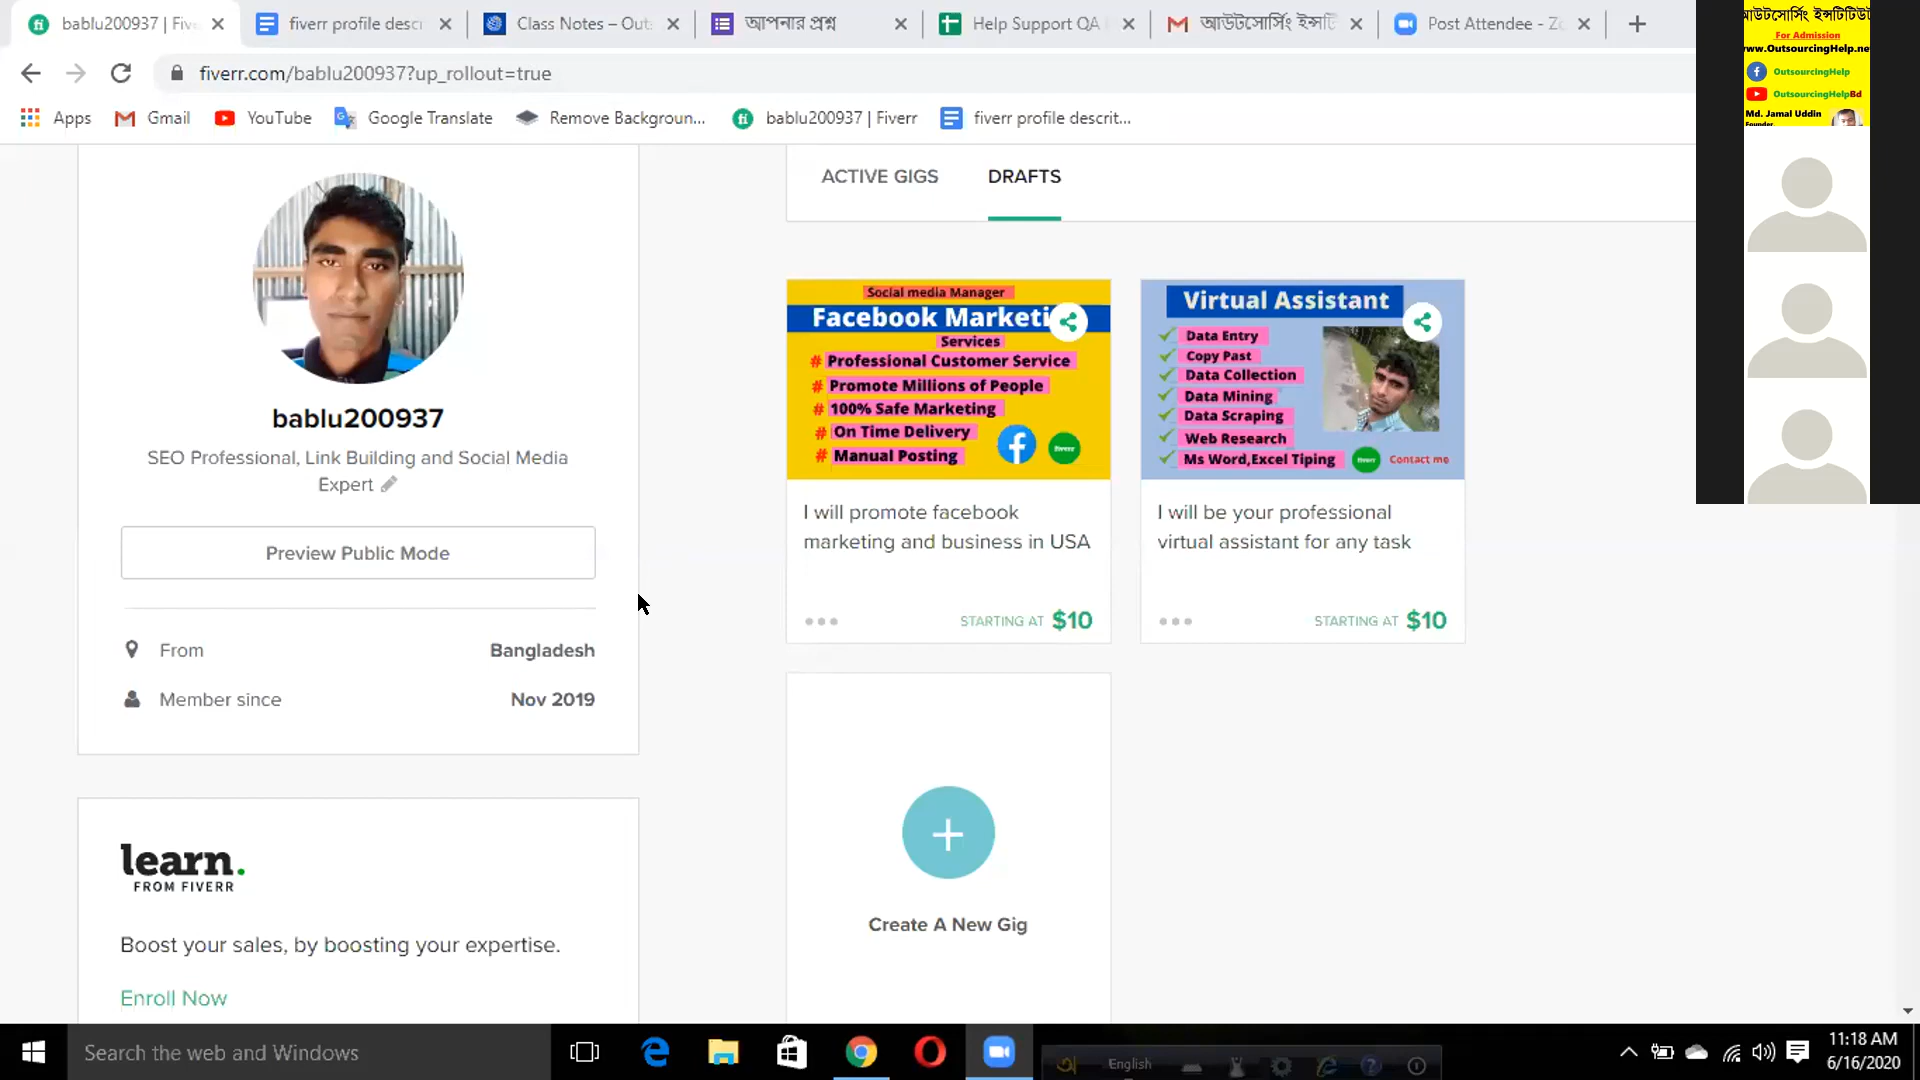 bablu200937 | Five
fiverr profile descr
Class Notes – Out
আপনার প্রশ্ন
Help Support QA
আউটসোর্সিং ইন্সটি
Post Attendee - Zo
fiverr.com/bablu200937?up_rollout=true
Apps
Gmail
YouTube
Google Translate
Remove Backgroun...
bablu200937 | Fiverr
fiverr profile descrit...
আউটসোর্সিং ইন্সটিটিউট
For Admission
www.OutsourcingHelp.ne
OutsourcingHelp
OutsourcingHelpBd
Md. Jamal Uddin
Founder
bablu200937
SEO Professional, Link Building and Social Media
Expert
Preview Public Mode
From Bangladesh
Member since Nov 2019
learn.
FROM FIVERR
Boost your sales, by boosting your expertise.
Enroll Now
ACTIVE GIGS
DRAFTS
Social media Manager
Facebook Marketi
Services
# Professional Customer Service
# Promote Millions of People
# 100% Safe Marketing
# On Time Delivery
# Manual Posting
fiverr
I will promote facebook
marketing and business in USA
STARTING AT $10
Virtual Assistant
Data Entry
Copy Past
Data Collection
Data Mining
Data Scraping
Web Research
Ms Word,Excel Tiping
fiverr
Contact me
I will be your professional
virtual assistant for any task
STARTING AT $10
Create A New Gig
Search the web and Windows
English
11:18 AM
6/16/2020